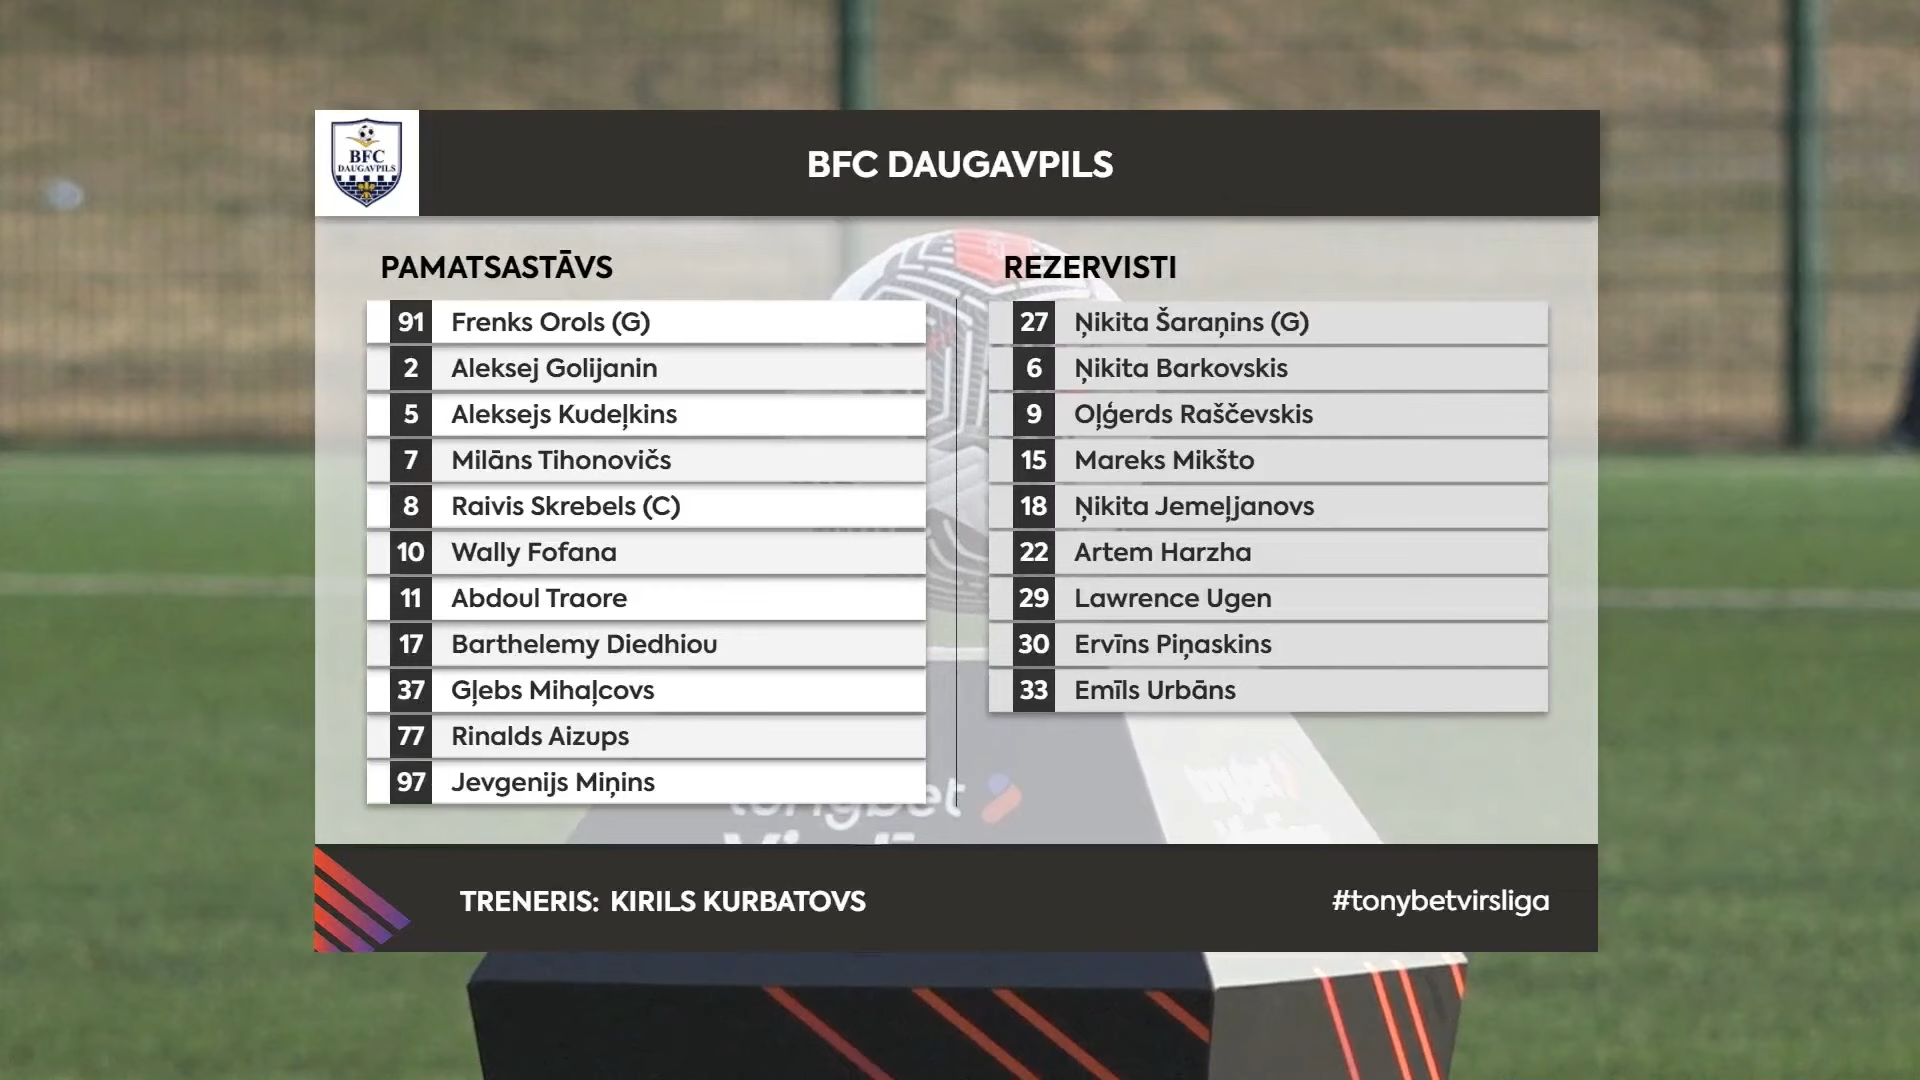 BFC
DAUGAVPILS
BFC DAUGAVPILS
PAMATSASTĀVS
91 Frenks Orols (G)
2 Aleksej Golijanin
5 Aleksejs Kudeļkins
7 Milāns Tihonovičs
8 Raivis Skrebels (C)
10 Wally Fofana
11 Abdoul Traore
17 Barthelemy Diedhiou
37 Gļebs Mihaļcovs
77 Rinalds Aizups
97 Jevgenijs Miņins
REZERVISTI
27 Ņikita Šaraņins (G)
6 Ņikita Barkovskis
9 Oļģerds Raščevskis
15 Mareks Mikšto
18 Ņikita Jemeļjanovs
22 Artem Harzha
29 Lawrence Ugen
30 Ervīns Piņaskins
33 Emīls Urbāns
tonybet
TRENERIS: KIRILS KURBATOVS
#tonybetvirsliga